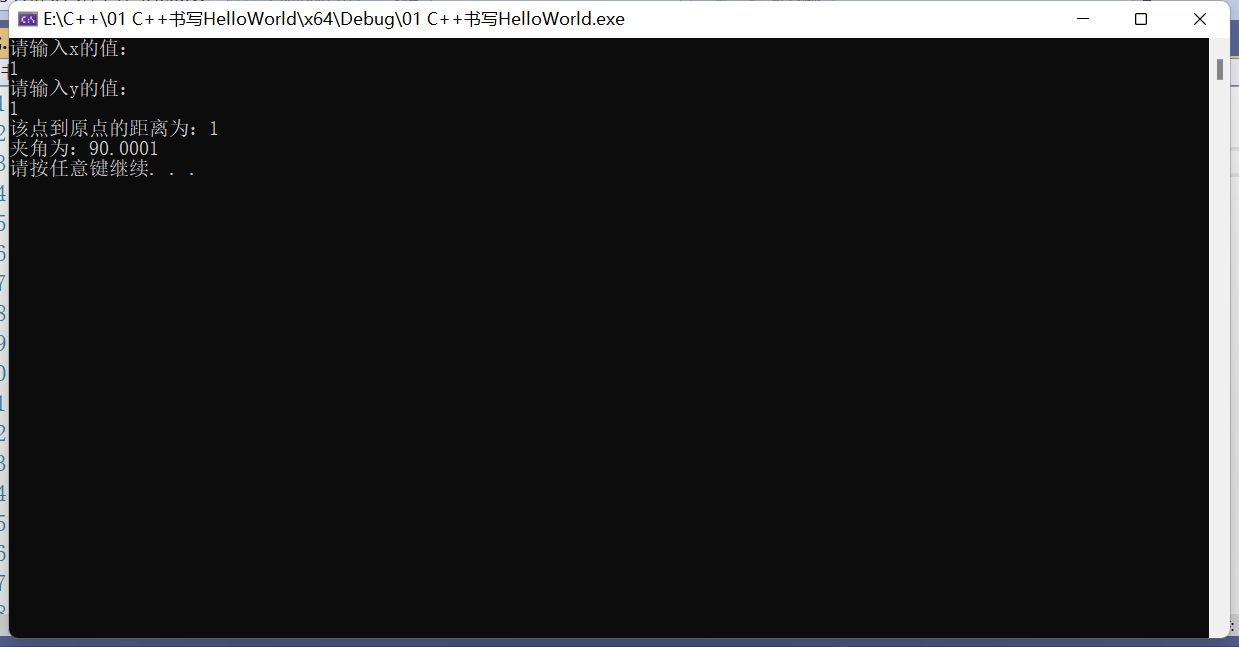 E:\C++\01 C++书写HelloWorld\x64\Debug\01 C++书写HelloWorld.exe
请输入x的值：
1
请输入y的值：
1
该点到原点的距离为：1
夹角为：90.0001
请按任意键继续. . .